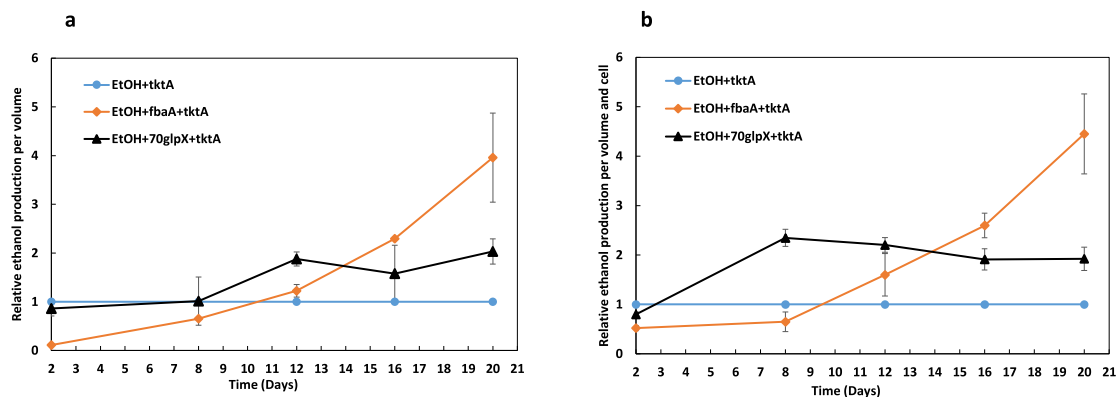 a
Relative ethanol production per volume
6
5
4
3
2
1
0
EtOH+tktA
EtOH+fbaA+tktA
EtOH+70glpX+tktA
2 3 4 5 6 7 8 9 10 11 12 13 14 15 16 17 18 19 20 21
Time (Days)
b
Relative ethanol production per volume and cell
6
5
4
3
2
1
0
EtOH+tktA
EtOH+fbaA+tktA
EtOH+70glpX+tktA
2 3 4 5 6 7 8 9 10 11 12 13 14 15 16 17 18 19 20 21
Time (Days)